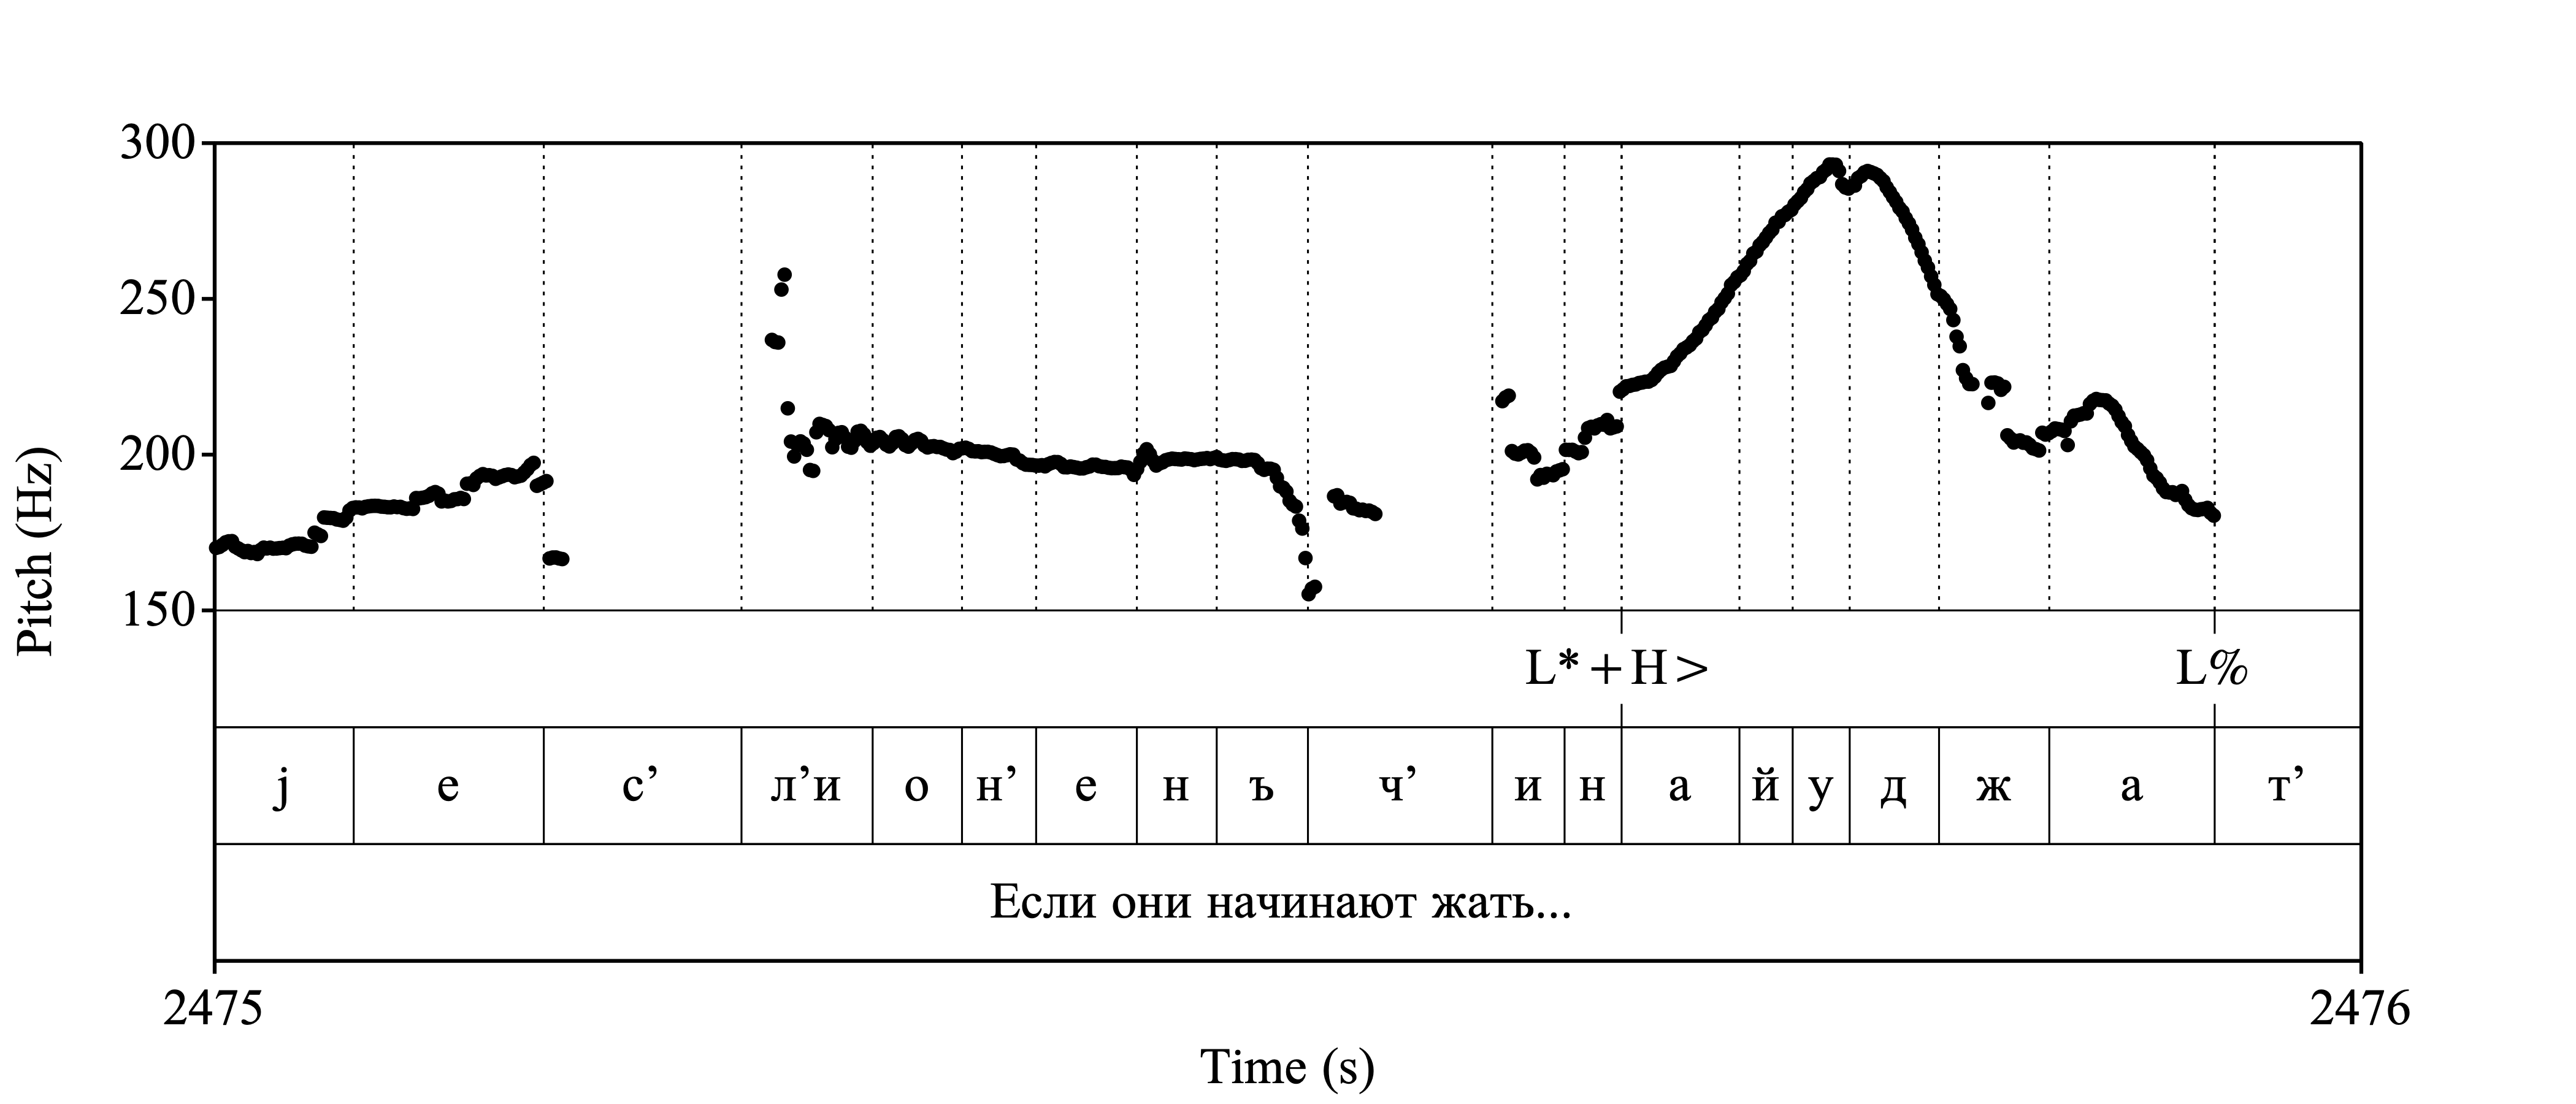 300
250
200
150
Pitch (Hz)
L*+H> L%
j е с’ л’и о н’ е н ъ ч’ и н а й у д ж а т’
Если они начинают жать...
2475 2476
Time (s)